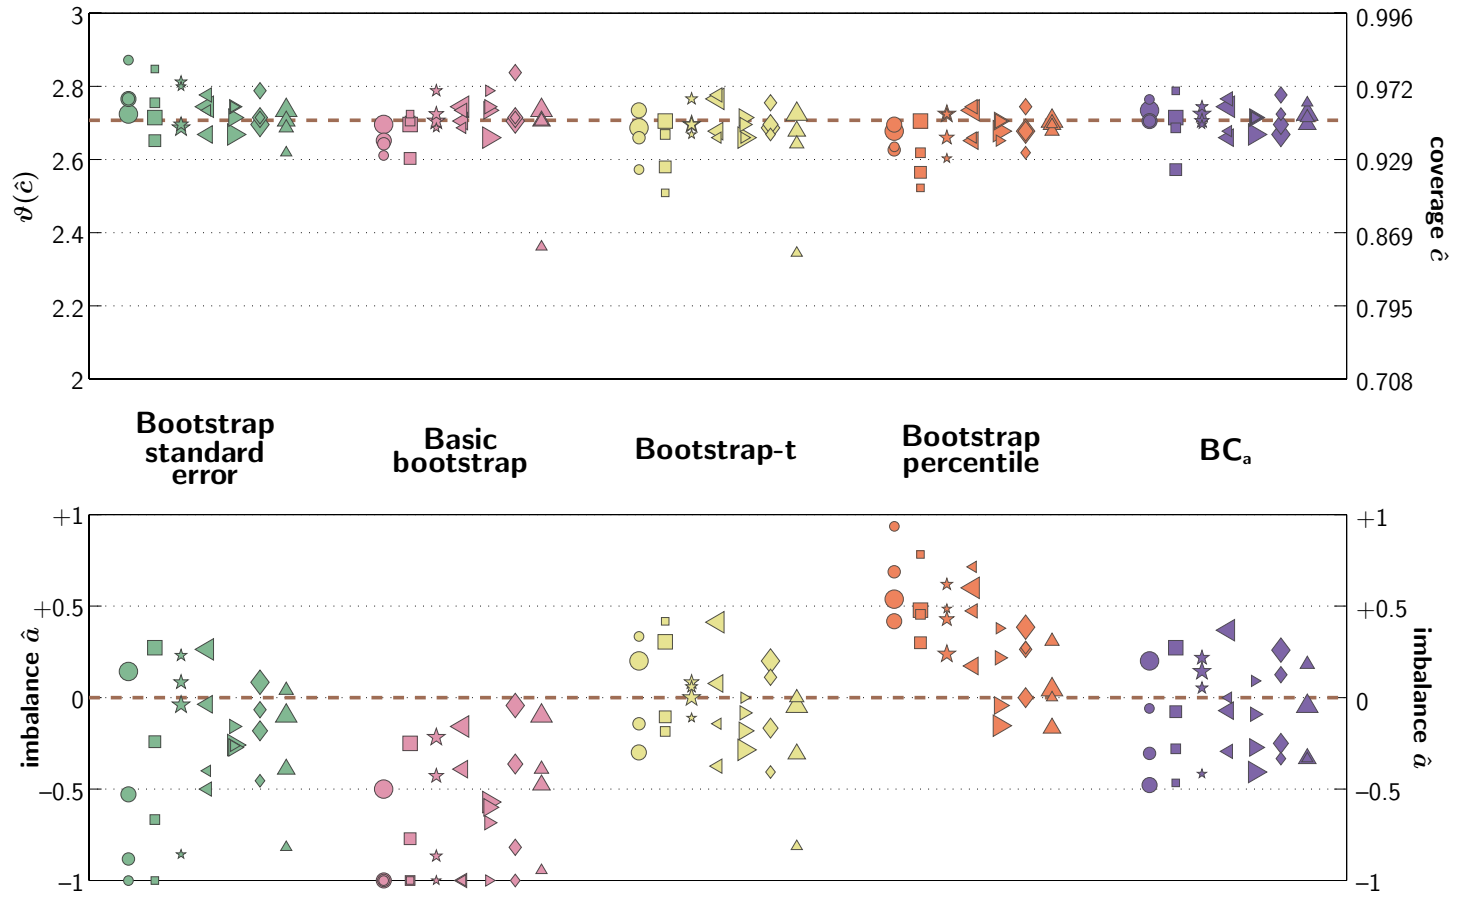 3
2.8
2.6
2.4
2.2
2
ϑ(ĉ)
0.996
0.972
0.929
0.869
0.795
0.708
coverage ĉ
Bootstrap
standard
error
Basic
bootstrap
Bootstrap-t
Bootstrap
percentile
BCa
+1
+0.5
0
−0.5
−1
imbalance â
+1
+0.5
0
−0.5
−1
imbalance â